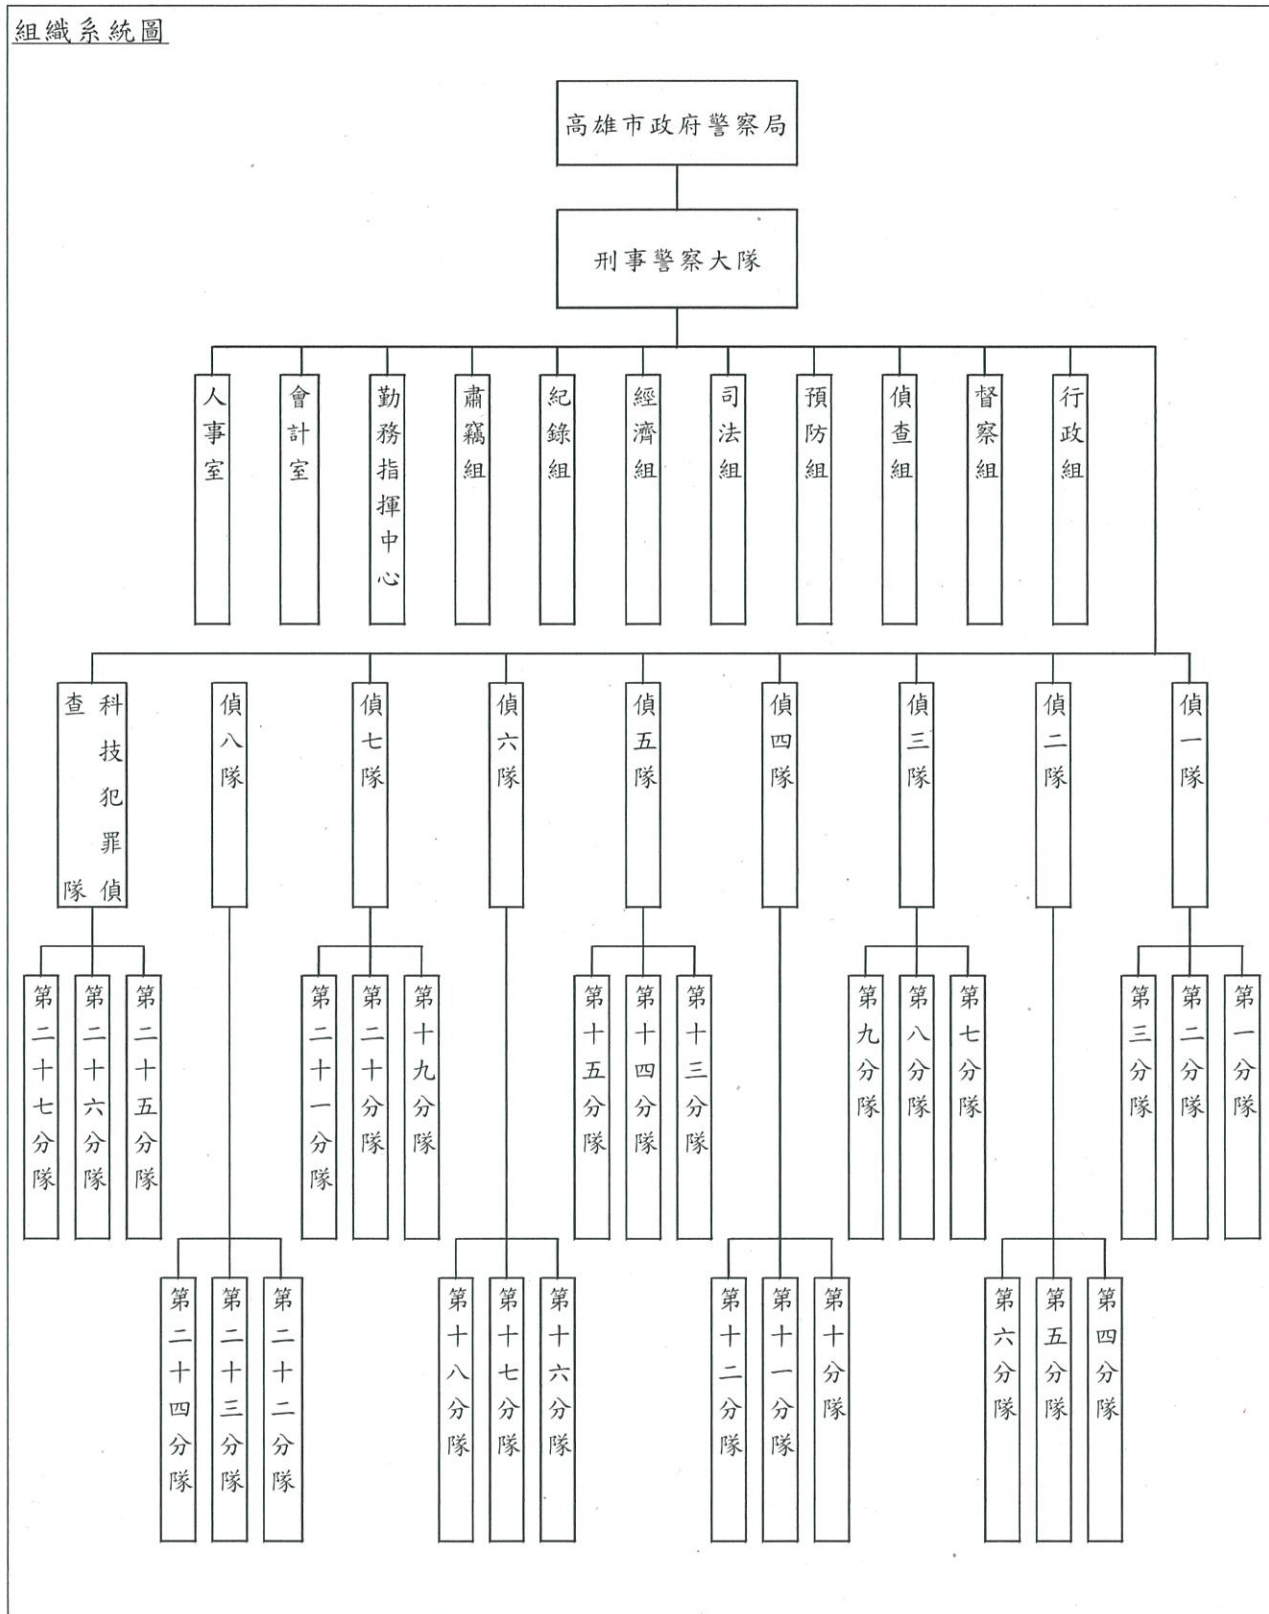 組織系統圖
高雄市政府警察局
刑事警察大隊
行政組
督察組
偵查組
預防組
司法組
經濟組
紀錄組
肅竊組
勤務指揮中心
會計室
人事室
偵一隊
偵二隊
偵三隊
偵四隊
偵五隊
偵六隊
偵七隊
偵八隊
科技犯罪偵
查隊
第一分隊
第二分隊
第三分隊
第七分隊
第八分隊
第九分隊
第十三分隊
第十四分隊
第十五分隊
第十九分隊
第二十分隊
第二十一分隊
第二十五分隊
第二十六分隊
第二十七分隊
第四分隊
第五分隊
第六分隊
第十分隊
第十一分隊
第十二分隊
第十六分隊
第十七分隊
第十八分隊
第二十二分隊
第二十三分隊
第二十四分隊